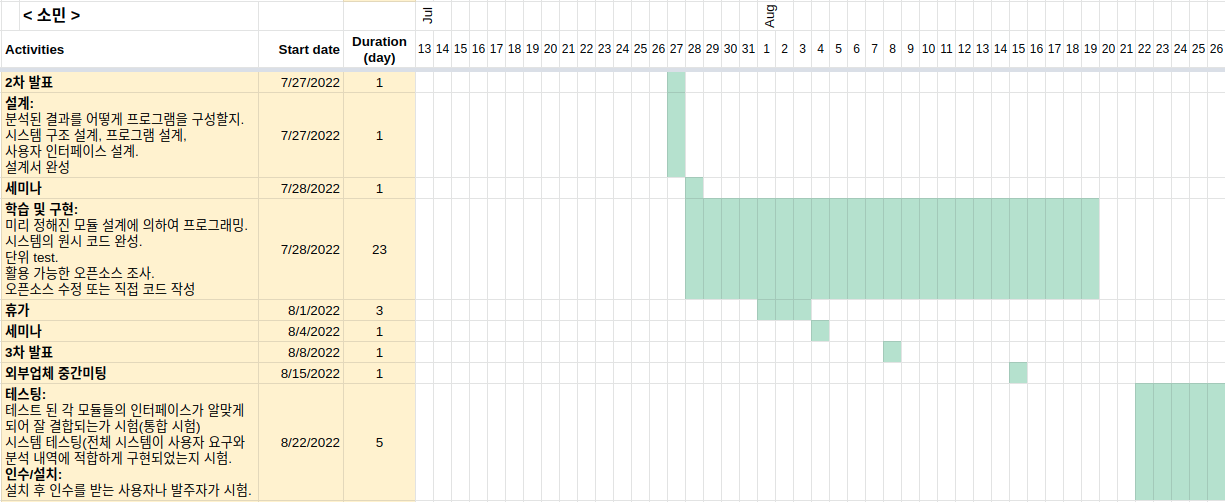 < 소민 >
Jul
Aug
Activities
Start date
Duration
(day)
13 14 15 16 17 18 19 20 21 22 23 24 25 26 27 28 29 30 31 1 2 3 4 5 6 7 8 9 10 11 12 13 14 15 16 17 18 19 20 21 22 23 24 25 26
2차 발표
7/27/2022
1
설계:
분석된 결과를 어떻게 프로그램을 구성할지.
시스템 구조 설계, 프로그램 설계,
사용자 인터페이스 설계.
설계서 완성
7/27/2022
1
세미나
7/28/2022
1
학습 및 구현:
미리 정해진 모듈 설계에 의하여 프로그래밍.
시스템의 원시 코드 완성.
단위 test.
활용 가능한 오픈소스 조사.
오픈소스 수정 또는 직접 코드 작성
7/28/2022
23
휴가
8/1/2022
3
세미나
8/4/2022
1
3차 발표
8/8/2022
1
외부업체 중간미팅
8/15/2022
1
테스팅:
테스트 된 각 모듈들의 인터페이스가 알맞게
되어 잘 결합되는가 시험(통합 시험)
시스템 테스팅(전체 시스템이 사용자 요구와
분석 내역에 적합하게 구현되었는지 시험.
인수/설치:
설치 후 인수를 받는 사용자나 발주자가 시험.
8/22/2022
5